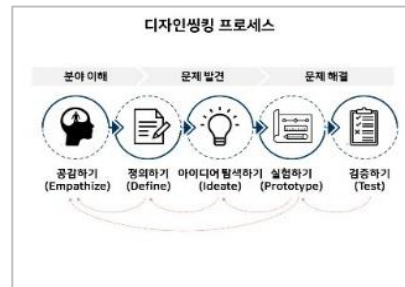 디자인씽킹 프로세스
분야 이해
문제 발견
문제 해결
공감하기
(Empathize)
정의하기
(Define)
아이디어 탐색하기
(Ideate)
실험하기
(Prototype)
검증하기
(Test)